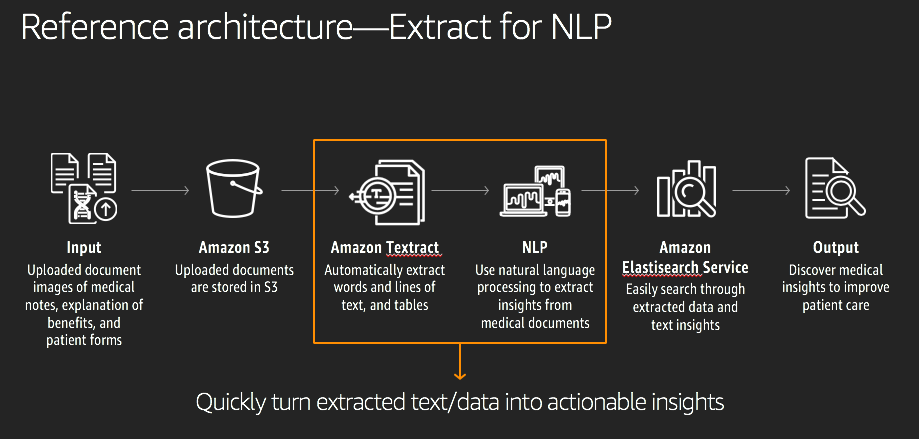 Reference architecture—Extract for NLP
Input
Uploaded document
images of medical
notes, explanation of
benefits, and
patient forms
Amazon S3
Uploaded documents
are stored in S3
Amazon Textract
Automatically extract
words and lines of
text, and tables
NLP
Use natural language
processing to extract
insights from
medical documents
Amazon
Elastisearch Service
Easily search through
extracted data and
text insights
Output
Discover medical
insights to improve
patient care
Quickly turn extracted text/data into actionable insights